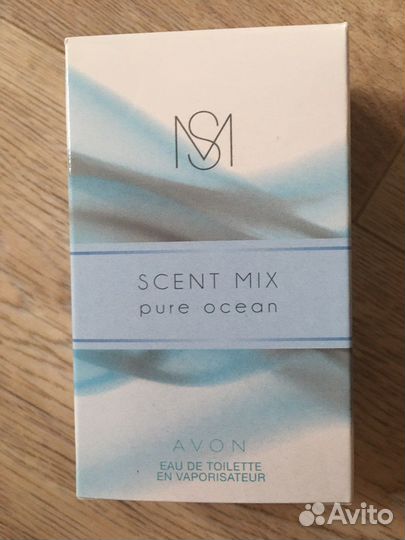 SM
SCENT MIX
pure ocean
AVON
EAU DE TOILETTE
EN VAPORISATEUR
Avito